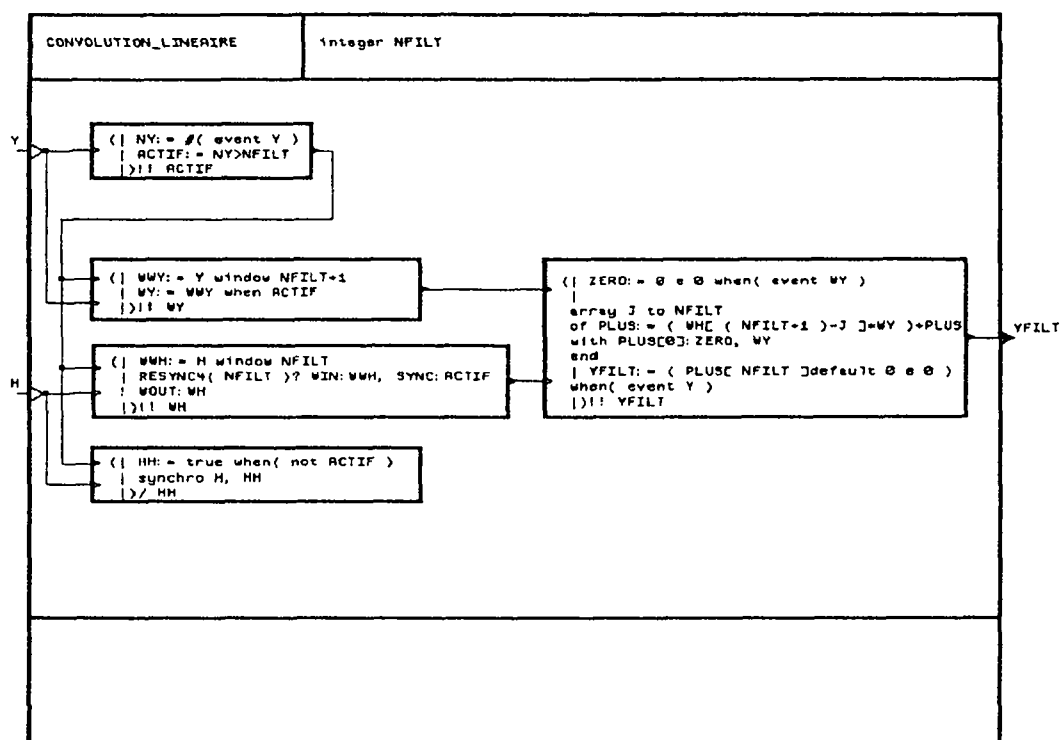 CONVOLUTION_LINEAIRE
integer NFILT
Y
(| NY:= #( event Y )
| ACTIF:= NY>NFILT
|)!! ACTIF
(| WWY:= Y window NFILT+1
| WY:= WWY when ACTIF
|)!! WY
(| WWH:= H window NFILT
| RESYNC4( NFILT )? WIN:WWH, SYNC:ACTIF
! WOUT:WH
|)!! WH
H
(| HH:= true when( not ACTIF )
| synchro H, HH
|)/ HH
(| ZERO:= 0 e 0 when( event WY )
|
array J to NFILT
of PLUS:= ( WH[ ( NFILT+1 )-J ]*WY )+PLUS
with PLUS[0]:ZERO, WY
end
| YFILT:= ( PLUS[ NFILT ]default 0 e 0 )
when( event Y )
|)!! YFILT
YFILT